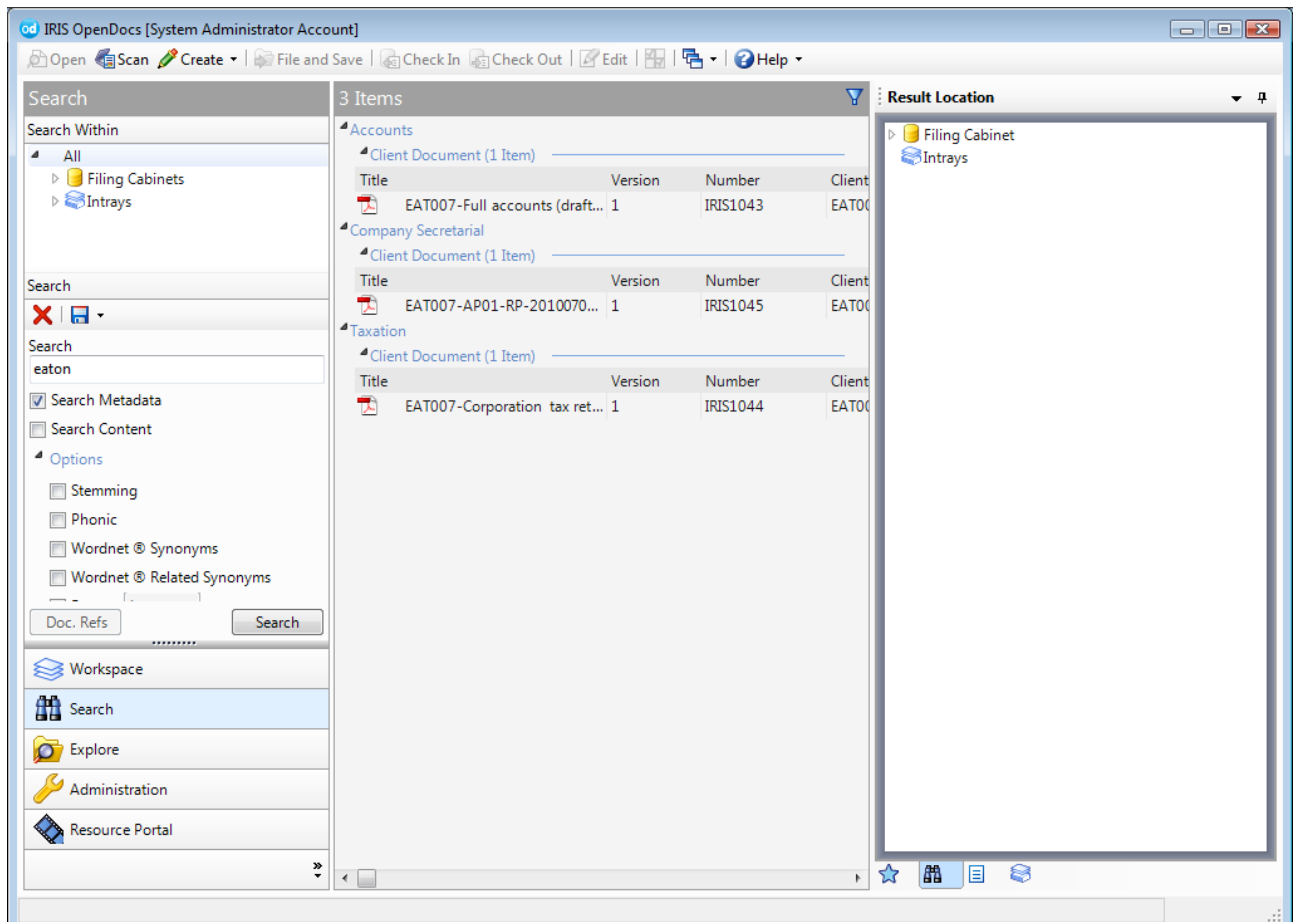 od IRIS OpenDocs [System Administrator Account]
Open Scan Create File and Save Check In Check Out Edit Help
Search
Search Within
All
Filing Cabinets
Intrays
Search
Search
eaton
Search Metadata
Search Content
Options
Stemming
Phonic
Wordnet ® Synonyms
Wordnet ® Related Synonyms
Doc. Refs Search
Workspace
Search
Explore
Administration
Resource Portal
3 Items
Accounts
Client Document (1 Item)
Title Version Number Client
EAT007-Full accounts (draft... 1 IRIS1043 EAT00
Company Secretarial
Client Document (1 Item)
Title Version Number Client
EAT007-AP01-RP-2010070... 1 IRIS1045 EAT00
Taxation
Client Document (1 Item)
Title Version Number Client
EAT007-Corporation tax ret... 1 IRIS1044 EAT00
Result Location
Filing Cabinet
Intrays